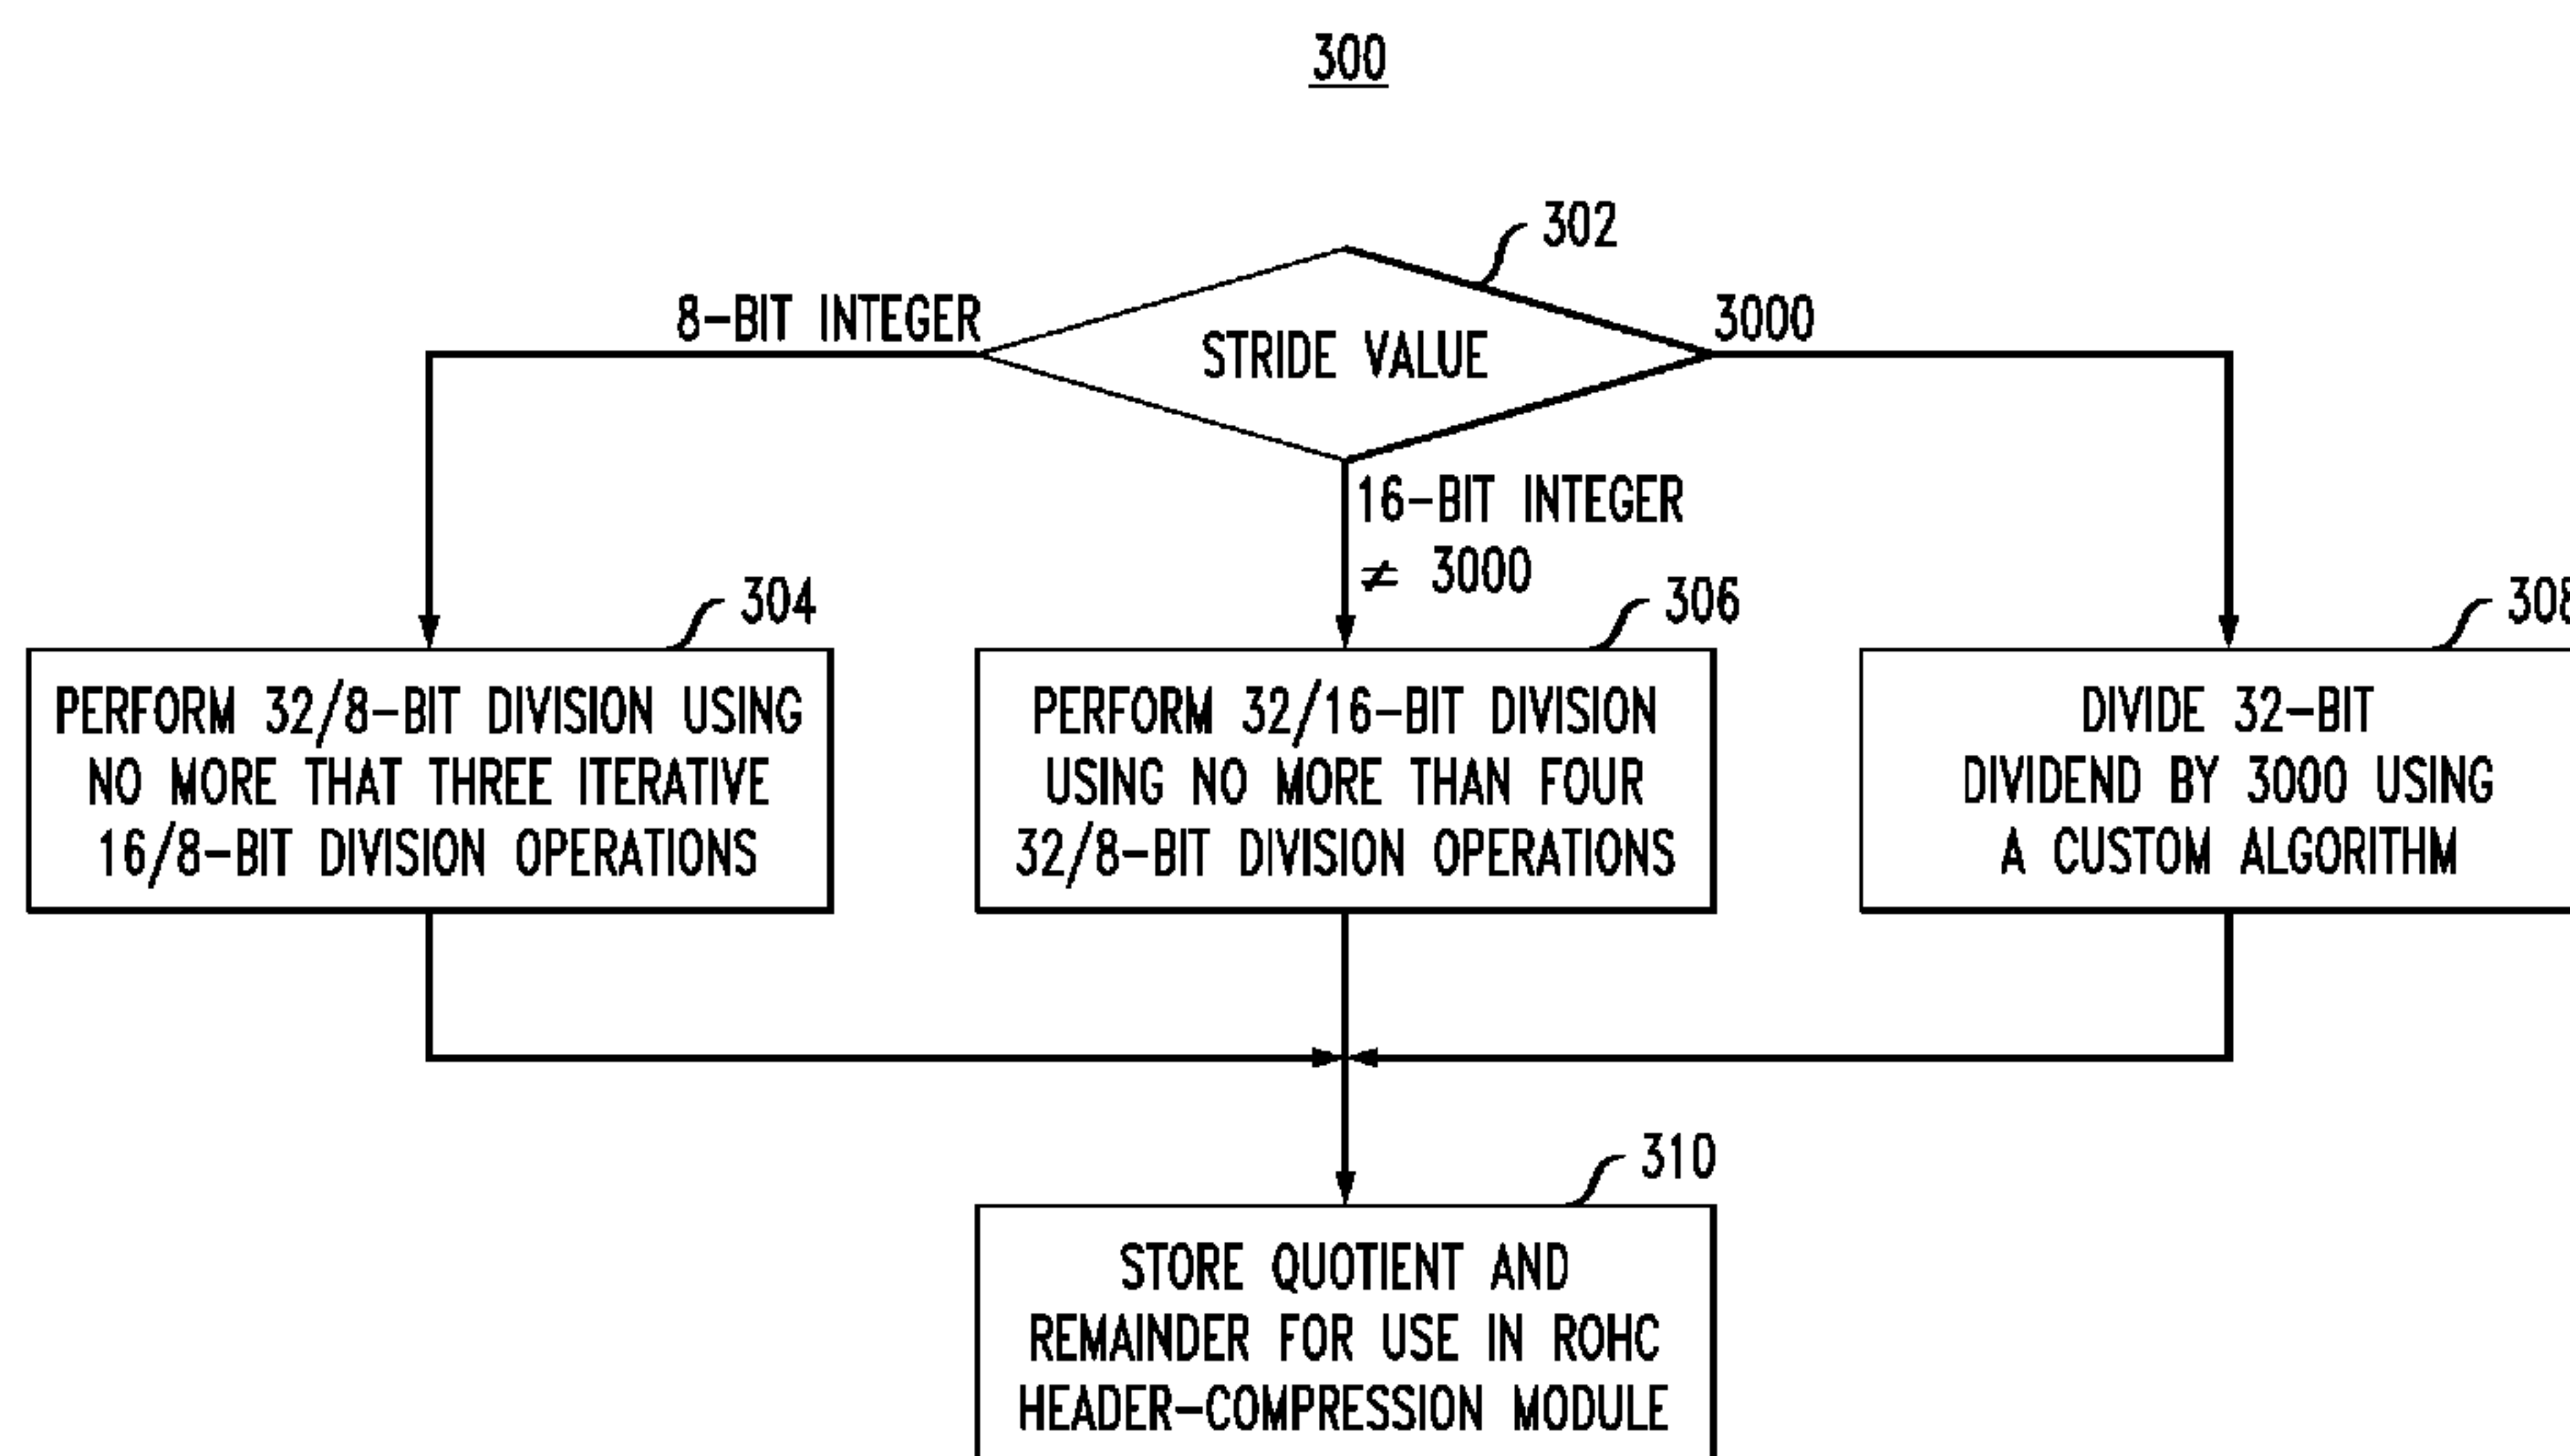 300
302
8-BIT INTEGER
STRIDE VALUE
3000
16-BIT INTEGER
≠ 3000
304
306
308
PERFORM 32/8-BIT DIVISION USING
NO MORE THAT THREE ITERATIVE
16/8-BIT DIVISION OPERATIONS
PERFORM 32/16-BIT DIVISION
USING NO MORE THAN FOUR
32/8-BIT DIVISION OPERATIONS
DIVIDE 32-BIT
DIVIDEND BY 3000 USING
A CUSTOM ALGORITHM
310
STORE QUOTIENT AND
REMAINDER FOR USE IN ROHC
HEADER-COMPRESSION MODULE